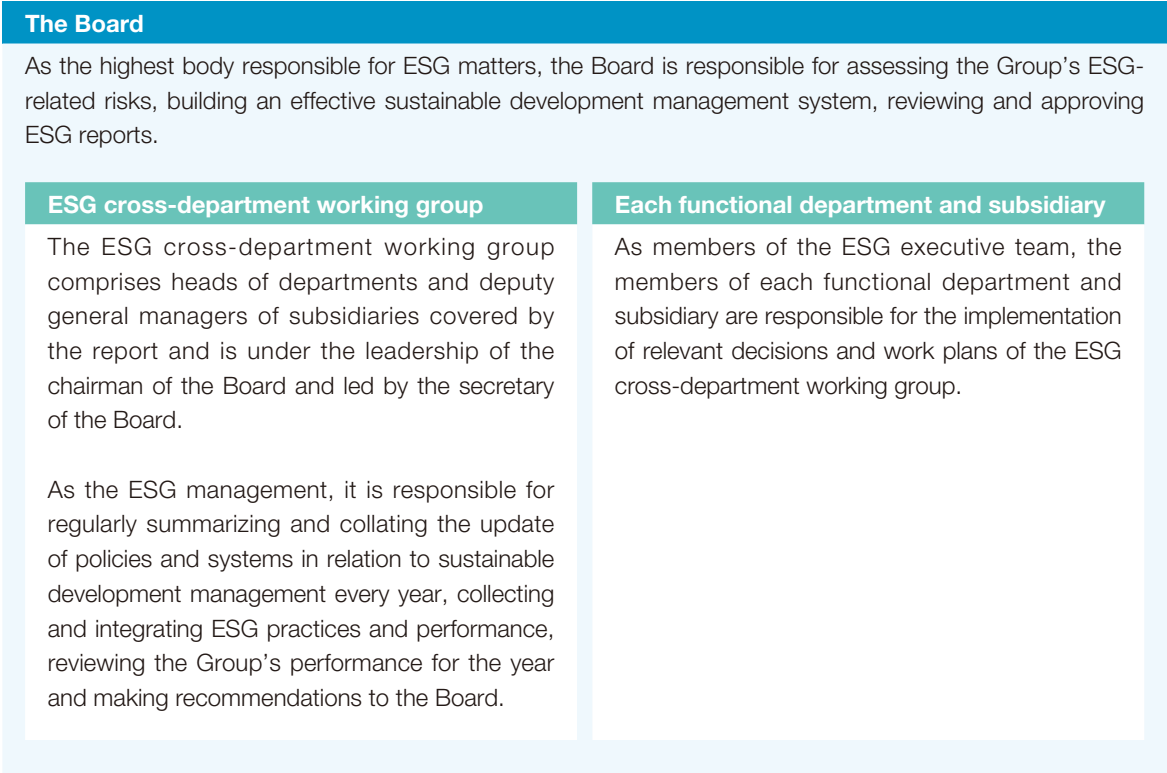 The Board
As the highest body responsible for ESG matters, the Board is responsible for assessing the Group's ESG-
related risks, building an effective sustainable development management system, reviewing and approving
ESG reports.
ESG cross-department working group
The ESG cross-department working group
comprises heads of departments and deputy
general managers of subsidiaries covered by
the report and is under the leadership of the
chairman of the Board and led by the secretary
of the Board.
As the ESG management, it is responsible for
regularly summarizing and collating the update
of policies and systems in relation to sustainable
development management every year, collecting
and integrating ESG practices and performance,
reviewing the Group's performance for the year
and making recommendations to the Board.
Each functional department and subsidiary
As members of the ESG executive team, the
members of each functional department and
subsidiary are responsible for the implementation
of relevant decisions and work plans of the ESG
cross-department working group.